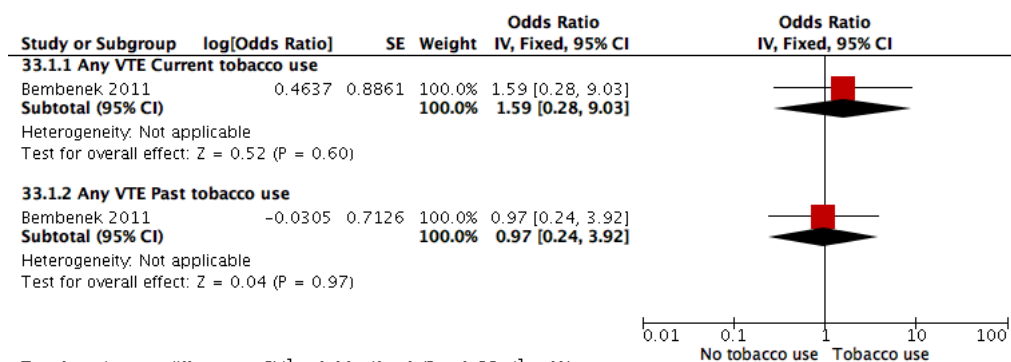 Odds Ratio Odds Ratio
Study or Subgroup log[Odds Ratio] SE Weight IV, Fixed, 95% CI IV, Fixed, 95% CI
33.1.1 Any VTE Current tobacco use
Bembenek 2011 0.4637 0.8861 100.0% 1.59 [0.28, 9.03]
Subtotal (95% CI) 100.0% 1.59 [0.28, 9.03]
Heterogeneity: Not applicable
Test for overall effect: Z = 0.52 (P = 0.60)
33.1.2 Any VTE Past tobacco use
Bembenek 2011 -0.0305 0.7126 100.0% 0.97 [0.24, 3.92]
Subtotal (95% CI) 100.0% 0.97 [0.24, 3.92]
Heterogeneity: Not applicable
Test for overall effect: Z = 0.04 (P = 0.97)
0.01 0.1 1 10 100
No tobacco use Tobacco use